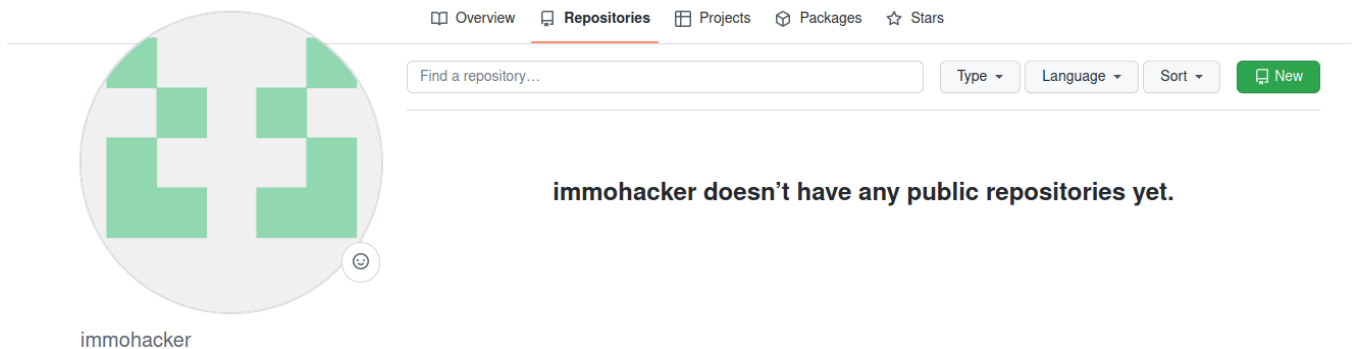 Overview Repositories Projects Packages Stars
Find a repository…
Type Language Sort New
immohacker doesn’t have any public repositories yet.
immohacker